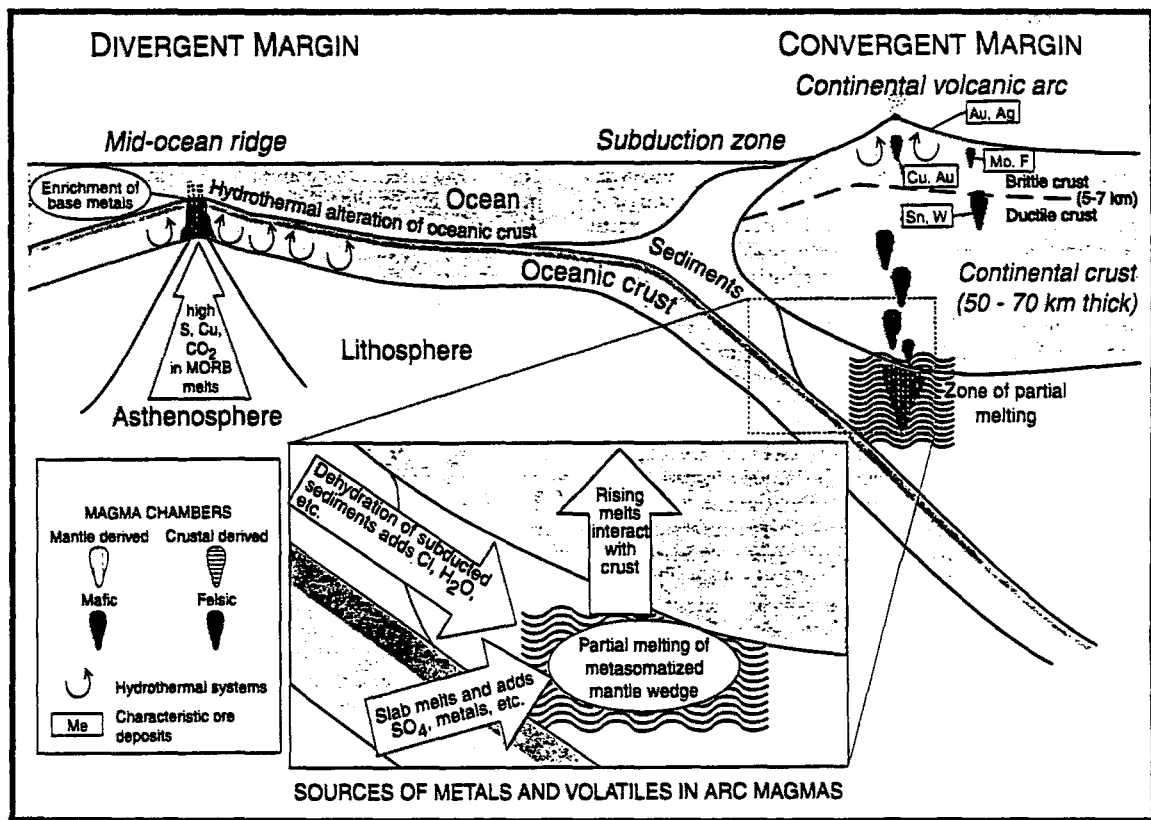 DIVERGENT MARGIN
CONVERGENT MARGIN
Continental volcanic arc
Au, Ag
Mid-ocean ridge
Subduction zone
Mo, F
Cu, Au
Enrichment of
base metals
Hydrothermal alteration
of oceanic crust
Ocean
Brittle crust
(5-7 km)
Sn, W
Ductile crust
Sediments
Oceanic crust
Continental crust
(50 - 70 km thick)
high
S, Cu,
CO2
in MORB
melts
Lithosphere
Asthenosphere
Zone of partial
melting
MAGMA CHAMBERS
Mantle derived
Crustal derived
Mafic
Felsic
Hydrothermal systems
Me
Characteristic ore
deposits
Dehydration of subducted
sediments adds Cl, H2O,
etc.
Rising
melts
interact
with
crust
Partial melting of
metasomatized
mantle wedge
Slab melts and adds
SO4, metals, etc.
SOURCES OF METALS AND VOLATILES IN ARC MAGMAS